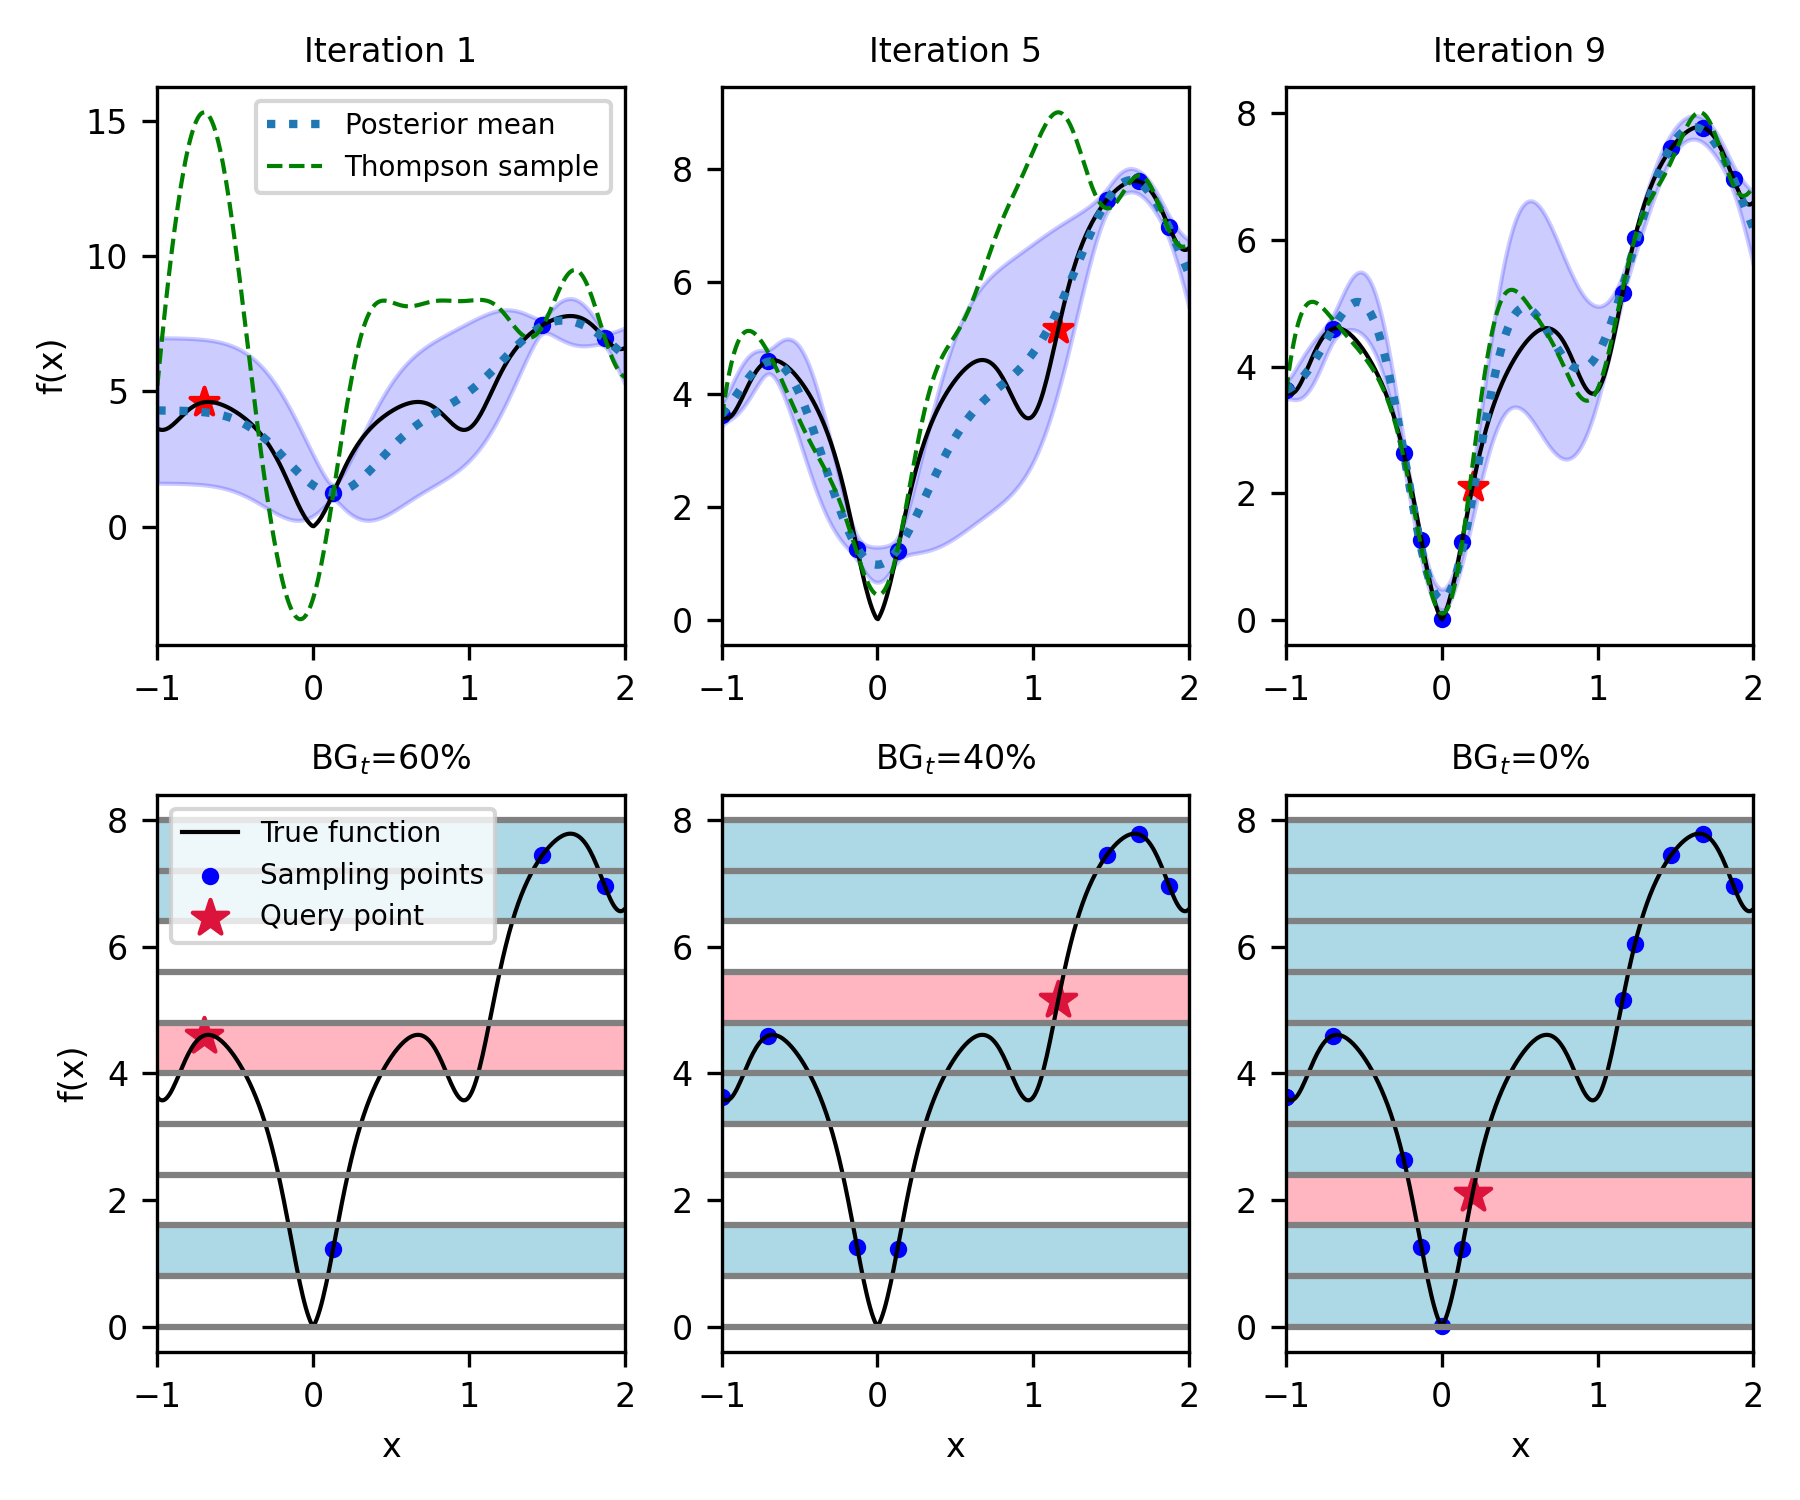 Iteration 1
Iteration 5
Iteration 9
Posterior mean
Thompson sample
15
10
5
0
f(x)
−1 0 1 2
8
6
4
2
0
−1 0 1 2
8
6
4
2
0
−1 0 1 2
BGt=60%
BGt=40%
BGt=0%
True function
Sampling points
Query point
8
6
4
2
0
f(x)
−1 0 1 2
x
8
6
4
2
0
−1 0 1 2
x
8
6
4
2
0
−1 0 1 2
x